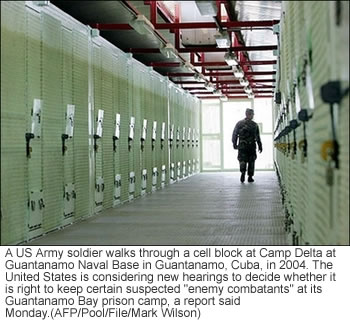 A US Army soldier walks through a cell block at Camp Delta at
Guantanamo Naval Base in Guantanamo, Cuba, in 2004. The
United States is considering new hearings to decide whether it
is right to keep certain suspected "enemy combatants" at its
Guantanamo Bay prison camp, a report said
Monday.(AFP/Pool/File/Mark Wilson)